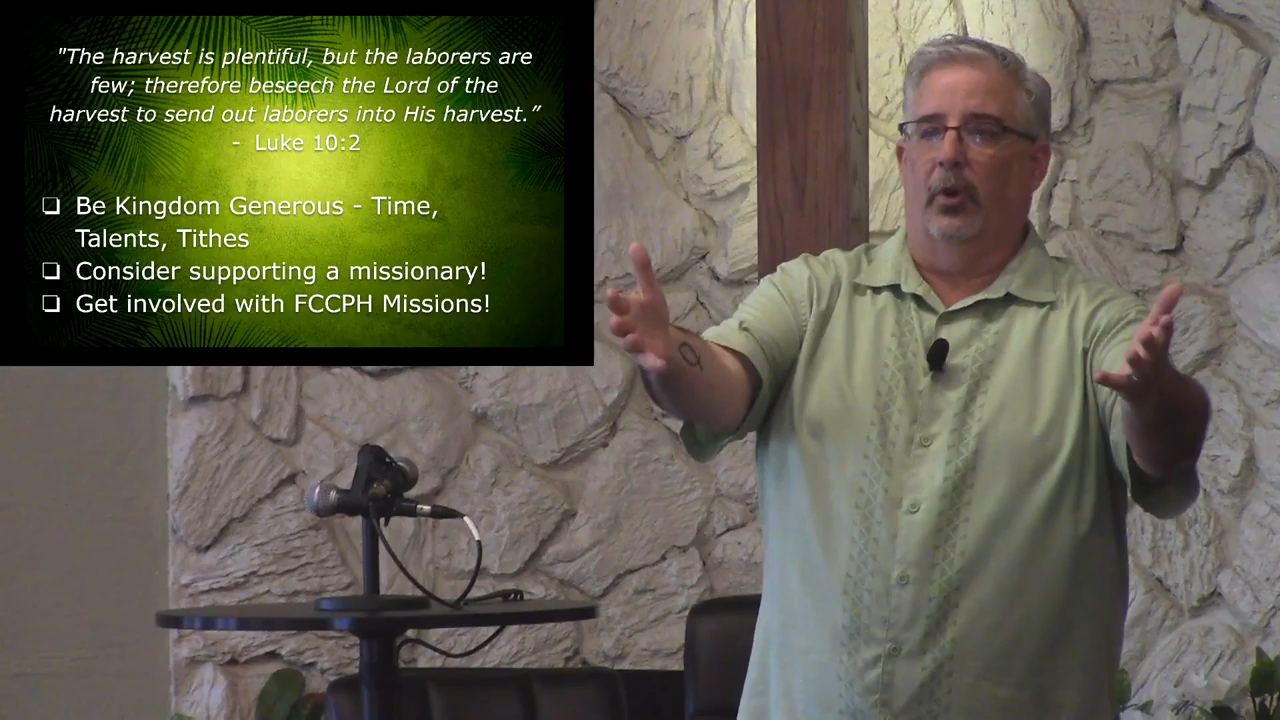 "The harvest is plentiful, but the laborers are
few; therefore beseech the Lord of the
harvest to send out laborers into His harvest.”
- Luke 10:2
❏ Be Kingdom Generous - Time,
Talents, Tithes
❏ Consider supporting a missionary!
❏ Get involved with FCCPH Missions!